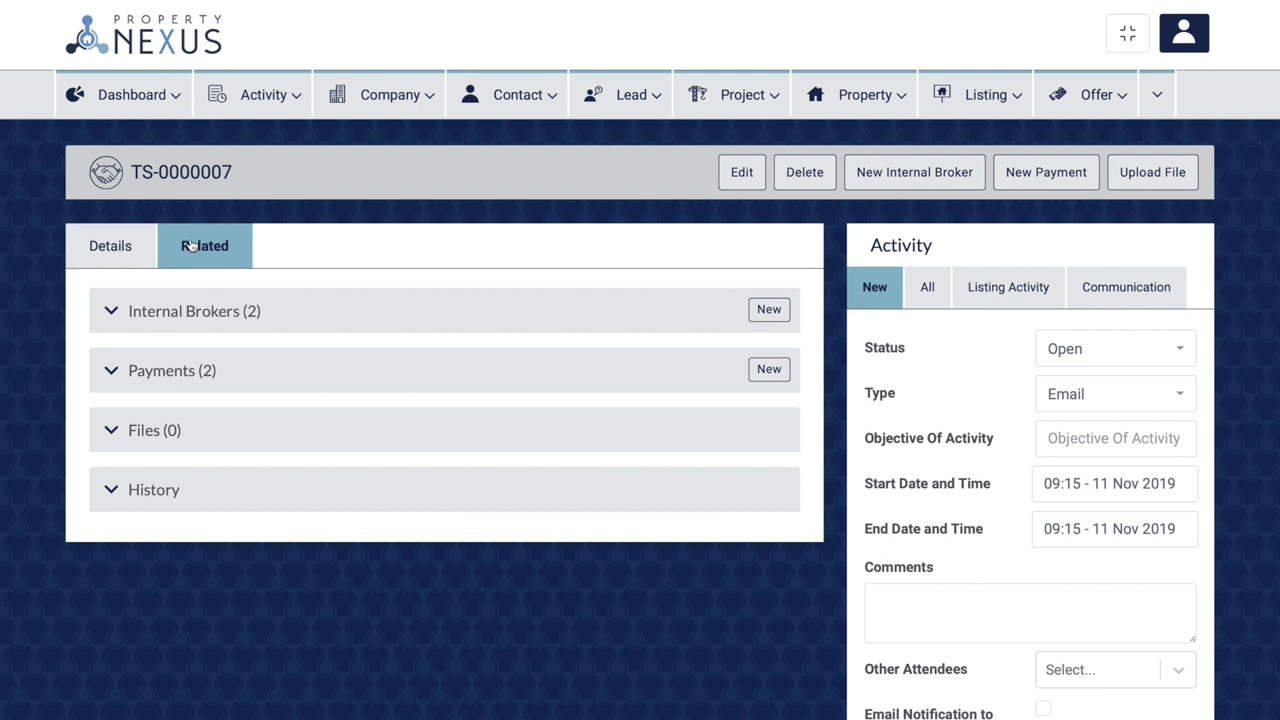 PROPERTY
NEXUS
Dashboard
Activity
Company
Contact
Lead
Project
Property
Listing
Offer
TS-0000007
Edit
Delete
New Internal Broker
New Payment
Upload File
Details
Related
Internal Brokers (2)
New
Payments (2)
New
Files (0)
History
Activity
New
All
Listing Activity
Communication
Status
Open
Type
Email
Objective Of Activity
Objective Of Activity
Start Date and Time
09:15 - 11 Nov 2019
End Date and Time
09:15 - 11 Nov 2019
Comments
Other Attendees
Select...
Email Notification to